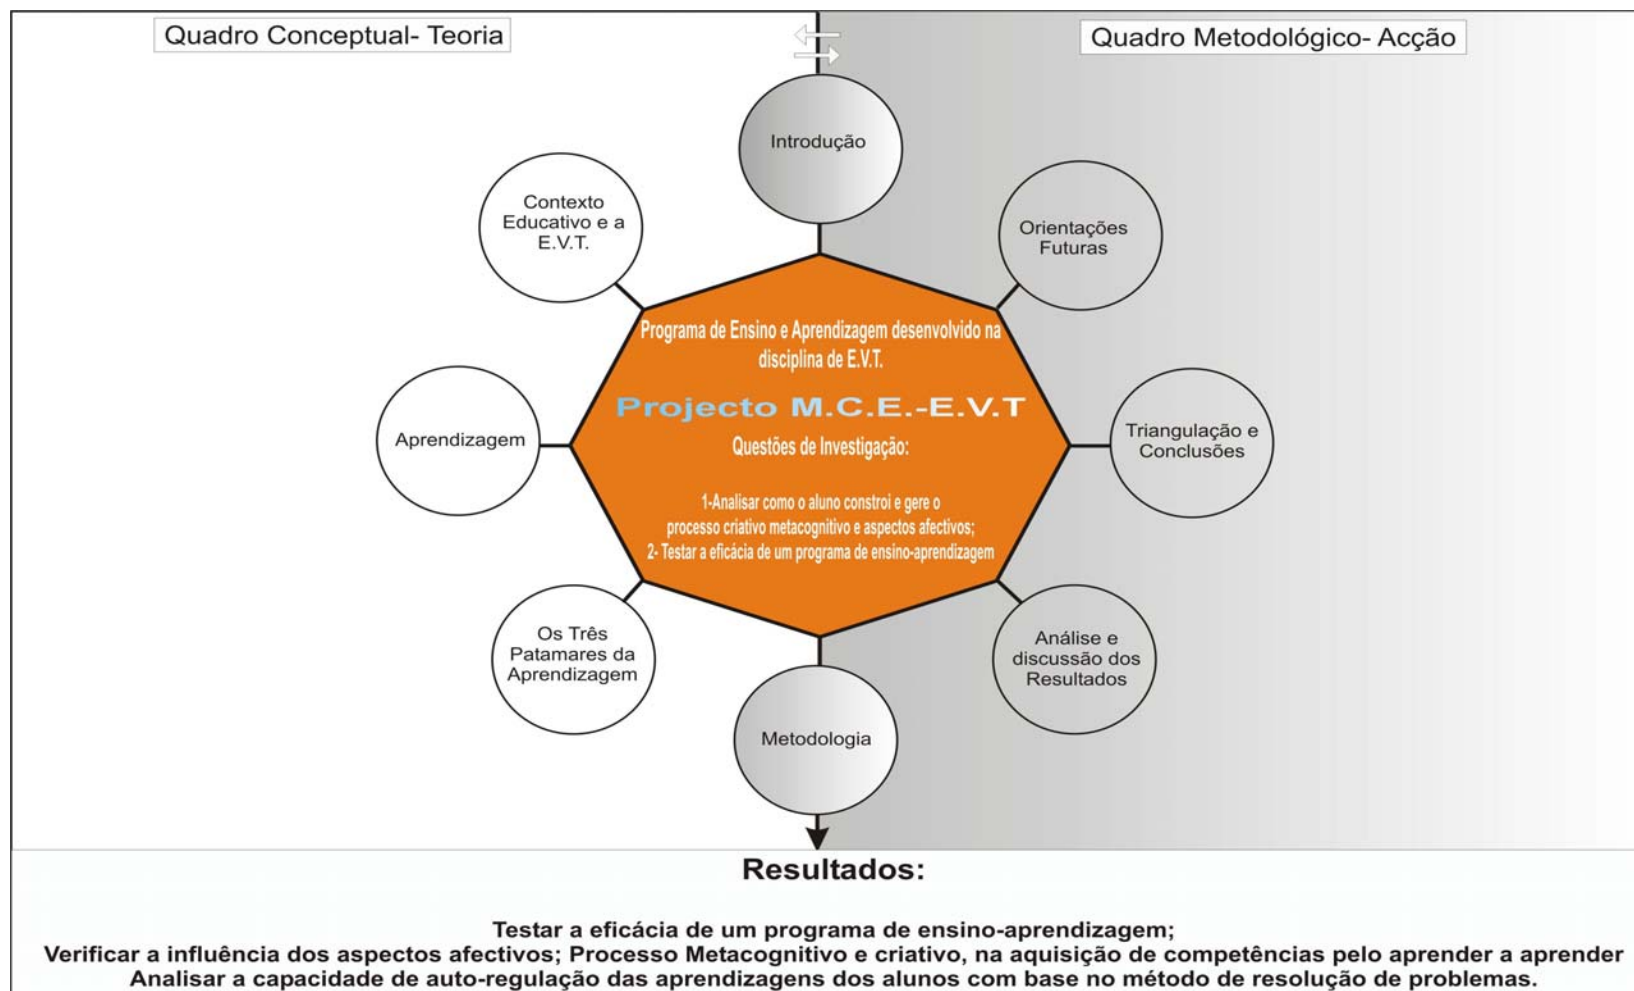 Quadro Conceptual- Teoria
Quadro Metodológico- Acção
Introdução
Contexto
Educativo e a
E.V.T.
Orientações
Futuras
Programa de Ensino e Aprendizagem desenvolvido na
disciplina de E.V.T.
Projecto M.C.E.-E.V.T
Questões de Investigação:
1-Analisar como o aluno constroi e gere o
processo criativo metacognitivo e aspectos afectivos;
2- Testar a eficácia de um programa de ensino-aprendizagem
Aprendizagem
Triangulação e
Conclusões
Os Três
Patamares da
Aprendizagem
Análise e
discussão dos
Resultados
Metodologia
Resultados:
Testar a eficácia de um programa de ensino-aprendizagem;
Verificar a influência dos aspectos afectivos; Processo Metacognitivo e criativo, na aquisição de competências pelo aprender a aprender
Analisar a capacidade de auto-regulação das aprendizagens dos alunos com base no método de resolução de problemas.